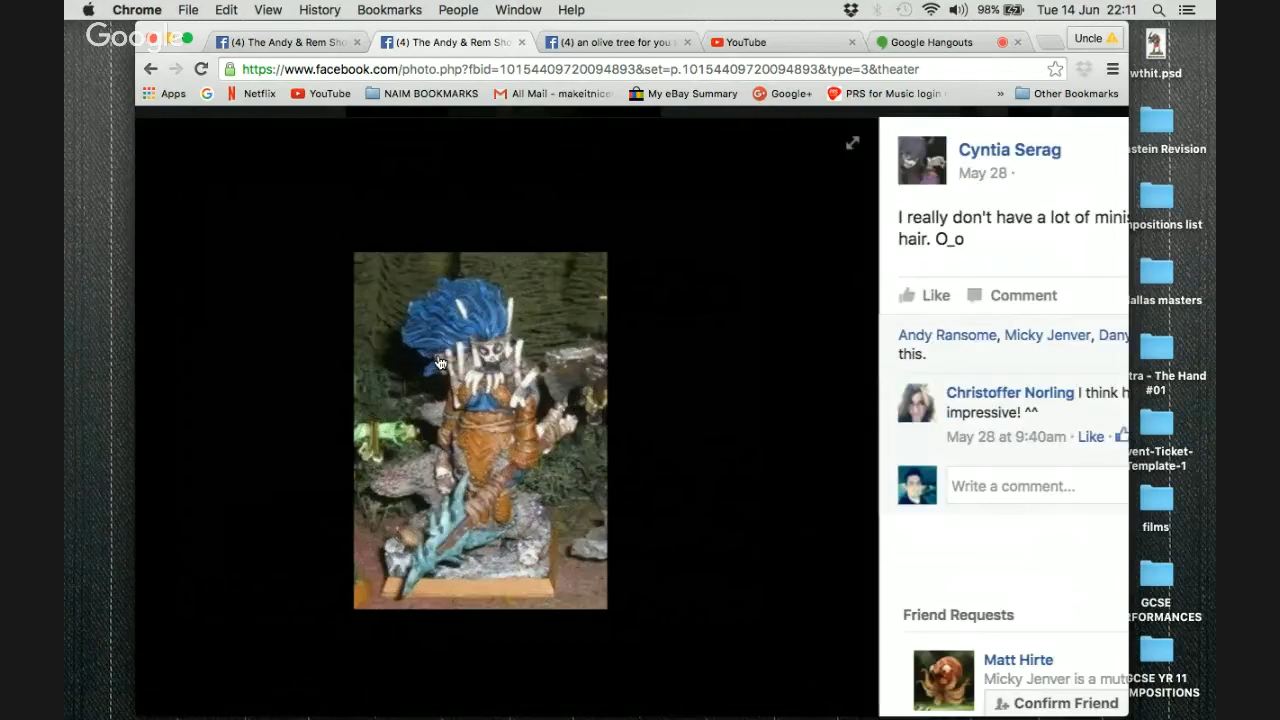 Chrome File Edit View History Bookmarks People Window Help 98% Tue 14 Jun 22:11
Google
(4) The Andy & Rem Sho
(4) The Andy & Rem Sho
(4) an olive tree for you
YouTube
Google Hangouts
Uncle
https://www.facebook.com/photo.php?fbid=10154409720094893&set=p.10154409720094893&type=3&theater
Apps Netflix YouTube NAIM BOOKMARKS All Mail - makeitnice My eBay Summary Google+ PRS for Music login » Other Bookmarks
Cyntia Serag
May 28 ·
I really don't have a lot of minis
hair. O_o
Like Comment
Andy Ransome, Micky Jenver, Dany
this.
Christoffer Norling I think h
impressive! ^^
May 28 at 9:40am · Like ·
Write a comment...
Friend Requests
Matt Hirte
Micky Jenver is a mut
Confirm Friend
wthit.psd
nstein Revision
npositions list
allas masters
tra - The Hand
#01
vent-Ticket-
Template-1
films
GCSE
RFORMANCES
GCSE YR 11
MPOSITIONS